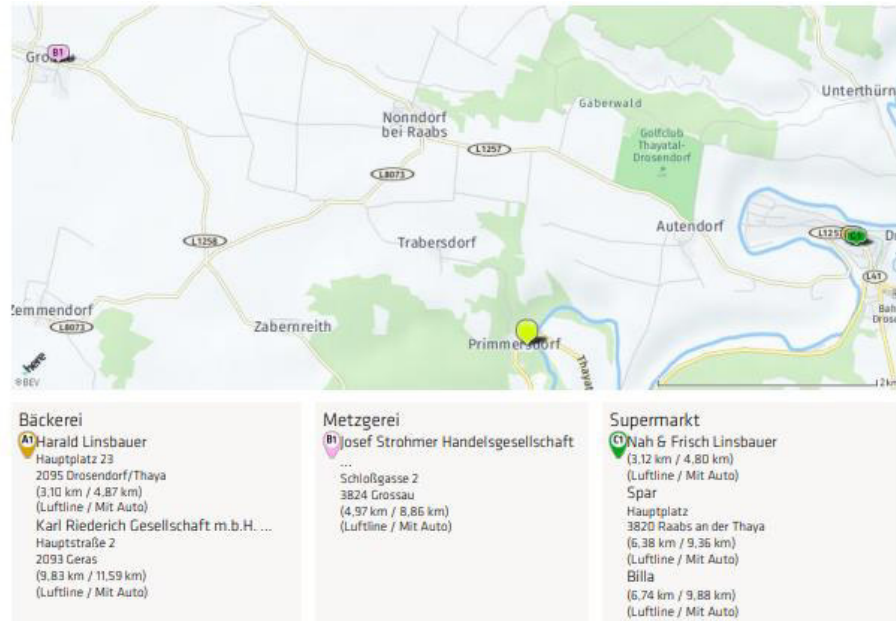 B1
Nonndorf
bei Raabs
Gaberwald
Unterthürn
Golfclub
Thayatal-
Drosendorf
L1257
L8073
Autendorf
L1258
Trabersdorf
L41
Zemmendorf
L8073
Zabernreith
Primmersdorf
here
©BEV
2km
Bäckerei
A1 Harald Linsbauer
Hauptplatz 23
2095 Drosendorf/Thaya
(3,10 km / 4,87 km)
(Luftline / Mit Auto)
Karl Riederich Gesellschaft m.b.H. ...
Hauptstraße 2
2093 Geras
(9,83 km / 11,59 km)
(Luftline / Mit Auto)
Metzgerei
B1 Josef Strohmer Handelsgesellschaft
...
Schloßgasse 2
3824 Grossau
(4,97 km / 8,86 km)
(Luftline / Mit Auto)
Supermarkt
C1 Nah & Frisch Linsbauer
(3,12 km / 4,80 km)
(Luftline / Mit Auto)
Spar
Hauptplatz
3820 Raabs an der Thaya
(6,38 km / 9,36 km)
(Luftline / Mit Auto)
Billa
(6,74 km / 9,88 km)
(Luftline / Mit Auto)